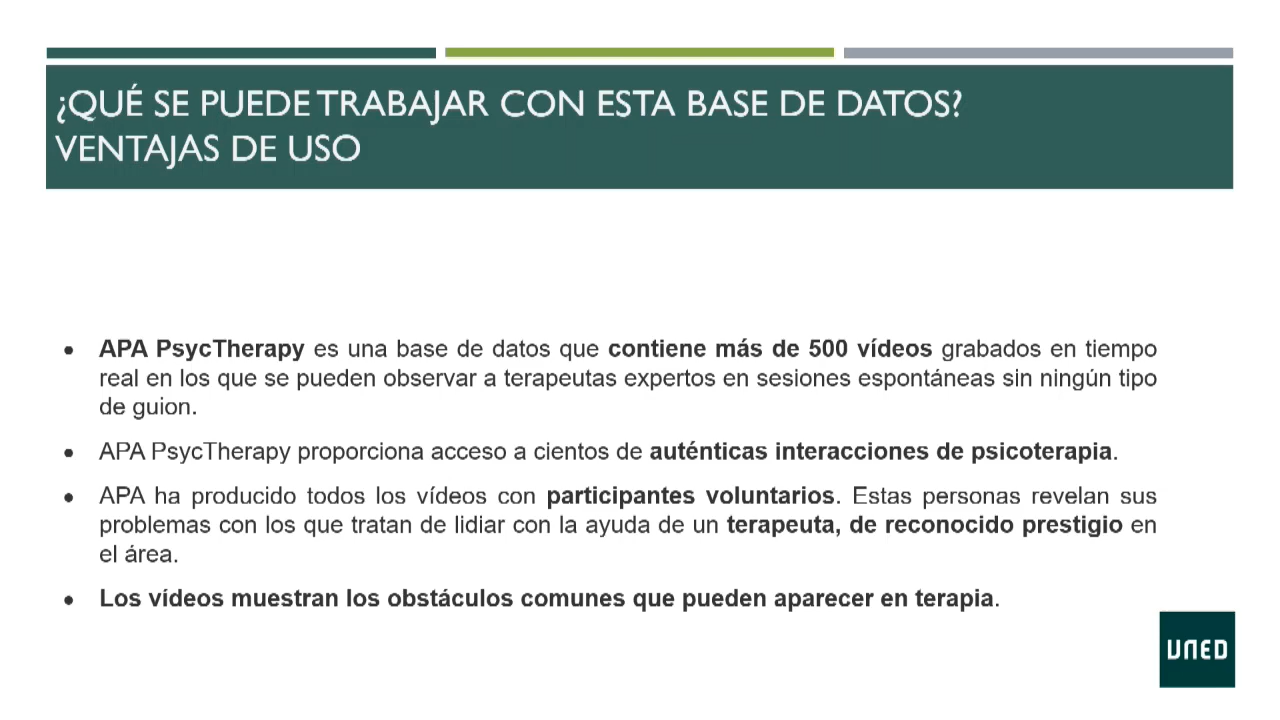 ¿QUÉ SE PUEDE TRABAJAR CON ESTA BASE DE DATOS?
VENTAJAS DE USO
• APA PsycTherapy es una base de datos que contiene más de 500 vídeos grabados en tiempo
real en los que se pueden observar a terapeutas expertos en sesiones espontáneas sin ningún tipo
de guion.
• APA PsycTherapy proporciona acceso a cientos de auténticas interacciones de psicoterapia.
• APA ha producido todos los vídeos con participantes voluntarios. Estas personas revelan sus
problemas con los que tratan de lidiar con la ayuda de un terapeuta, de reconocido prestigio en
el área.
• Los vídeos muestran los obstáculos comunes que pueden aparecer en terapia.
UNED